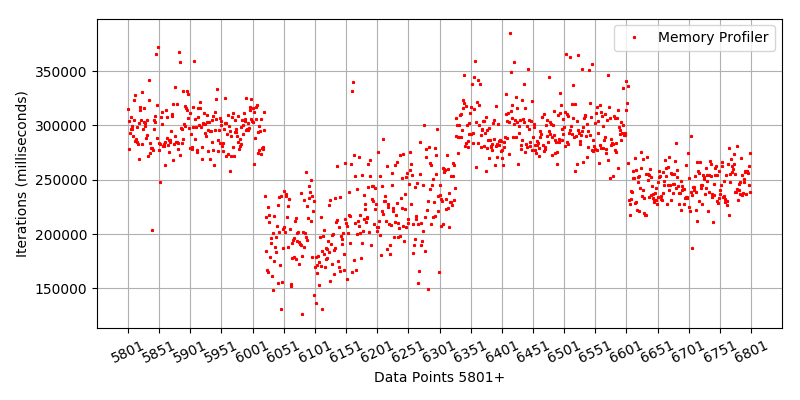 Memory Profiler
350000
300000
250000
200000
150000
Iterations (milliseconds)
5801 5851 5901 5951 6001 6051 6101 6151 6201 6251 6301 6351 6401 6451 6501 6551 6601 6651 6701 6751 6801
Data Points 5801+